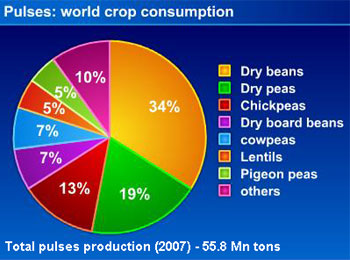 Pulses: world crop consumption
10%
5%
5%
7%
7%
13%
19%
34%
Dry beans
Dry peas
Chickpeas
Dry board beans
cowpeas
Lentils
Pigeon peas
others
Total pulses production (2007) - 55.8 Mn tons